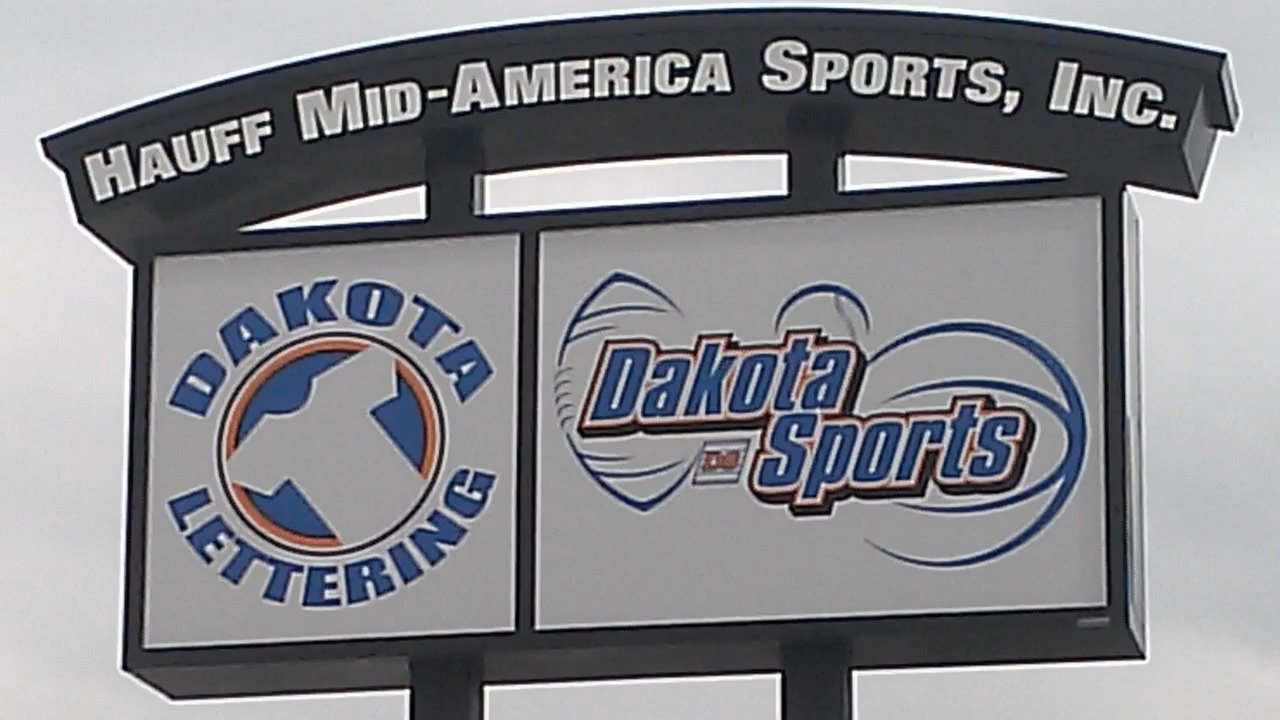 HAUFF MID-AMERICA SPORTS, INC.
DAKOTA
LETTERING
Dakota
Sports